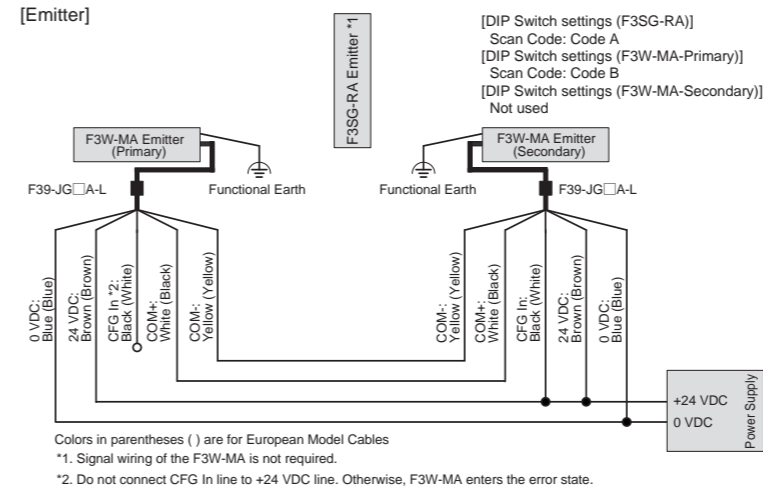 [Emitter]
F3SG-RA Emitter *1
[DIP Switch settings (F3SG-RA)]
Scan Code: Code A
[DIP Switch settings (F3W-MA-Primary)]
Scan Code: Code B
[DIP Switch settings (F3W-MA-Secondary)]
Not used
F3W-MA Emitter
(Primary)
F3W-MA Emitter
(Secondary)
F39-JG□A-L
Functional Earth
Functional Earth
F39-JG□A-L
0 VDC:
Blue (Blue)
24 VDC:
Brown (Brown)
CFG In *2:
Black (White)
COM+:
White (Black)
COM-:
Yellow (Yellow)
COM-:
Yellow (Yellow)
COM+:
White (Black)
CFG In:
Black (White)
24 VDC:
Brown (Brown)
0 VDC:
Blue (Blue)
+24 VDC
0 VDC
Power Supply
Colors in parentheses ( ) are for European Model Cables
*1. Signal wiring of the F3W-MA is not required.
*2. Do not connect CFG In line to +24 VDC line. Otherwise, F3W-MA enters the error state.